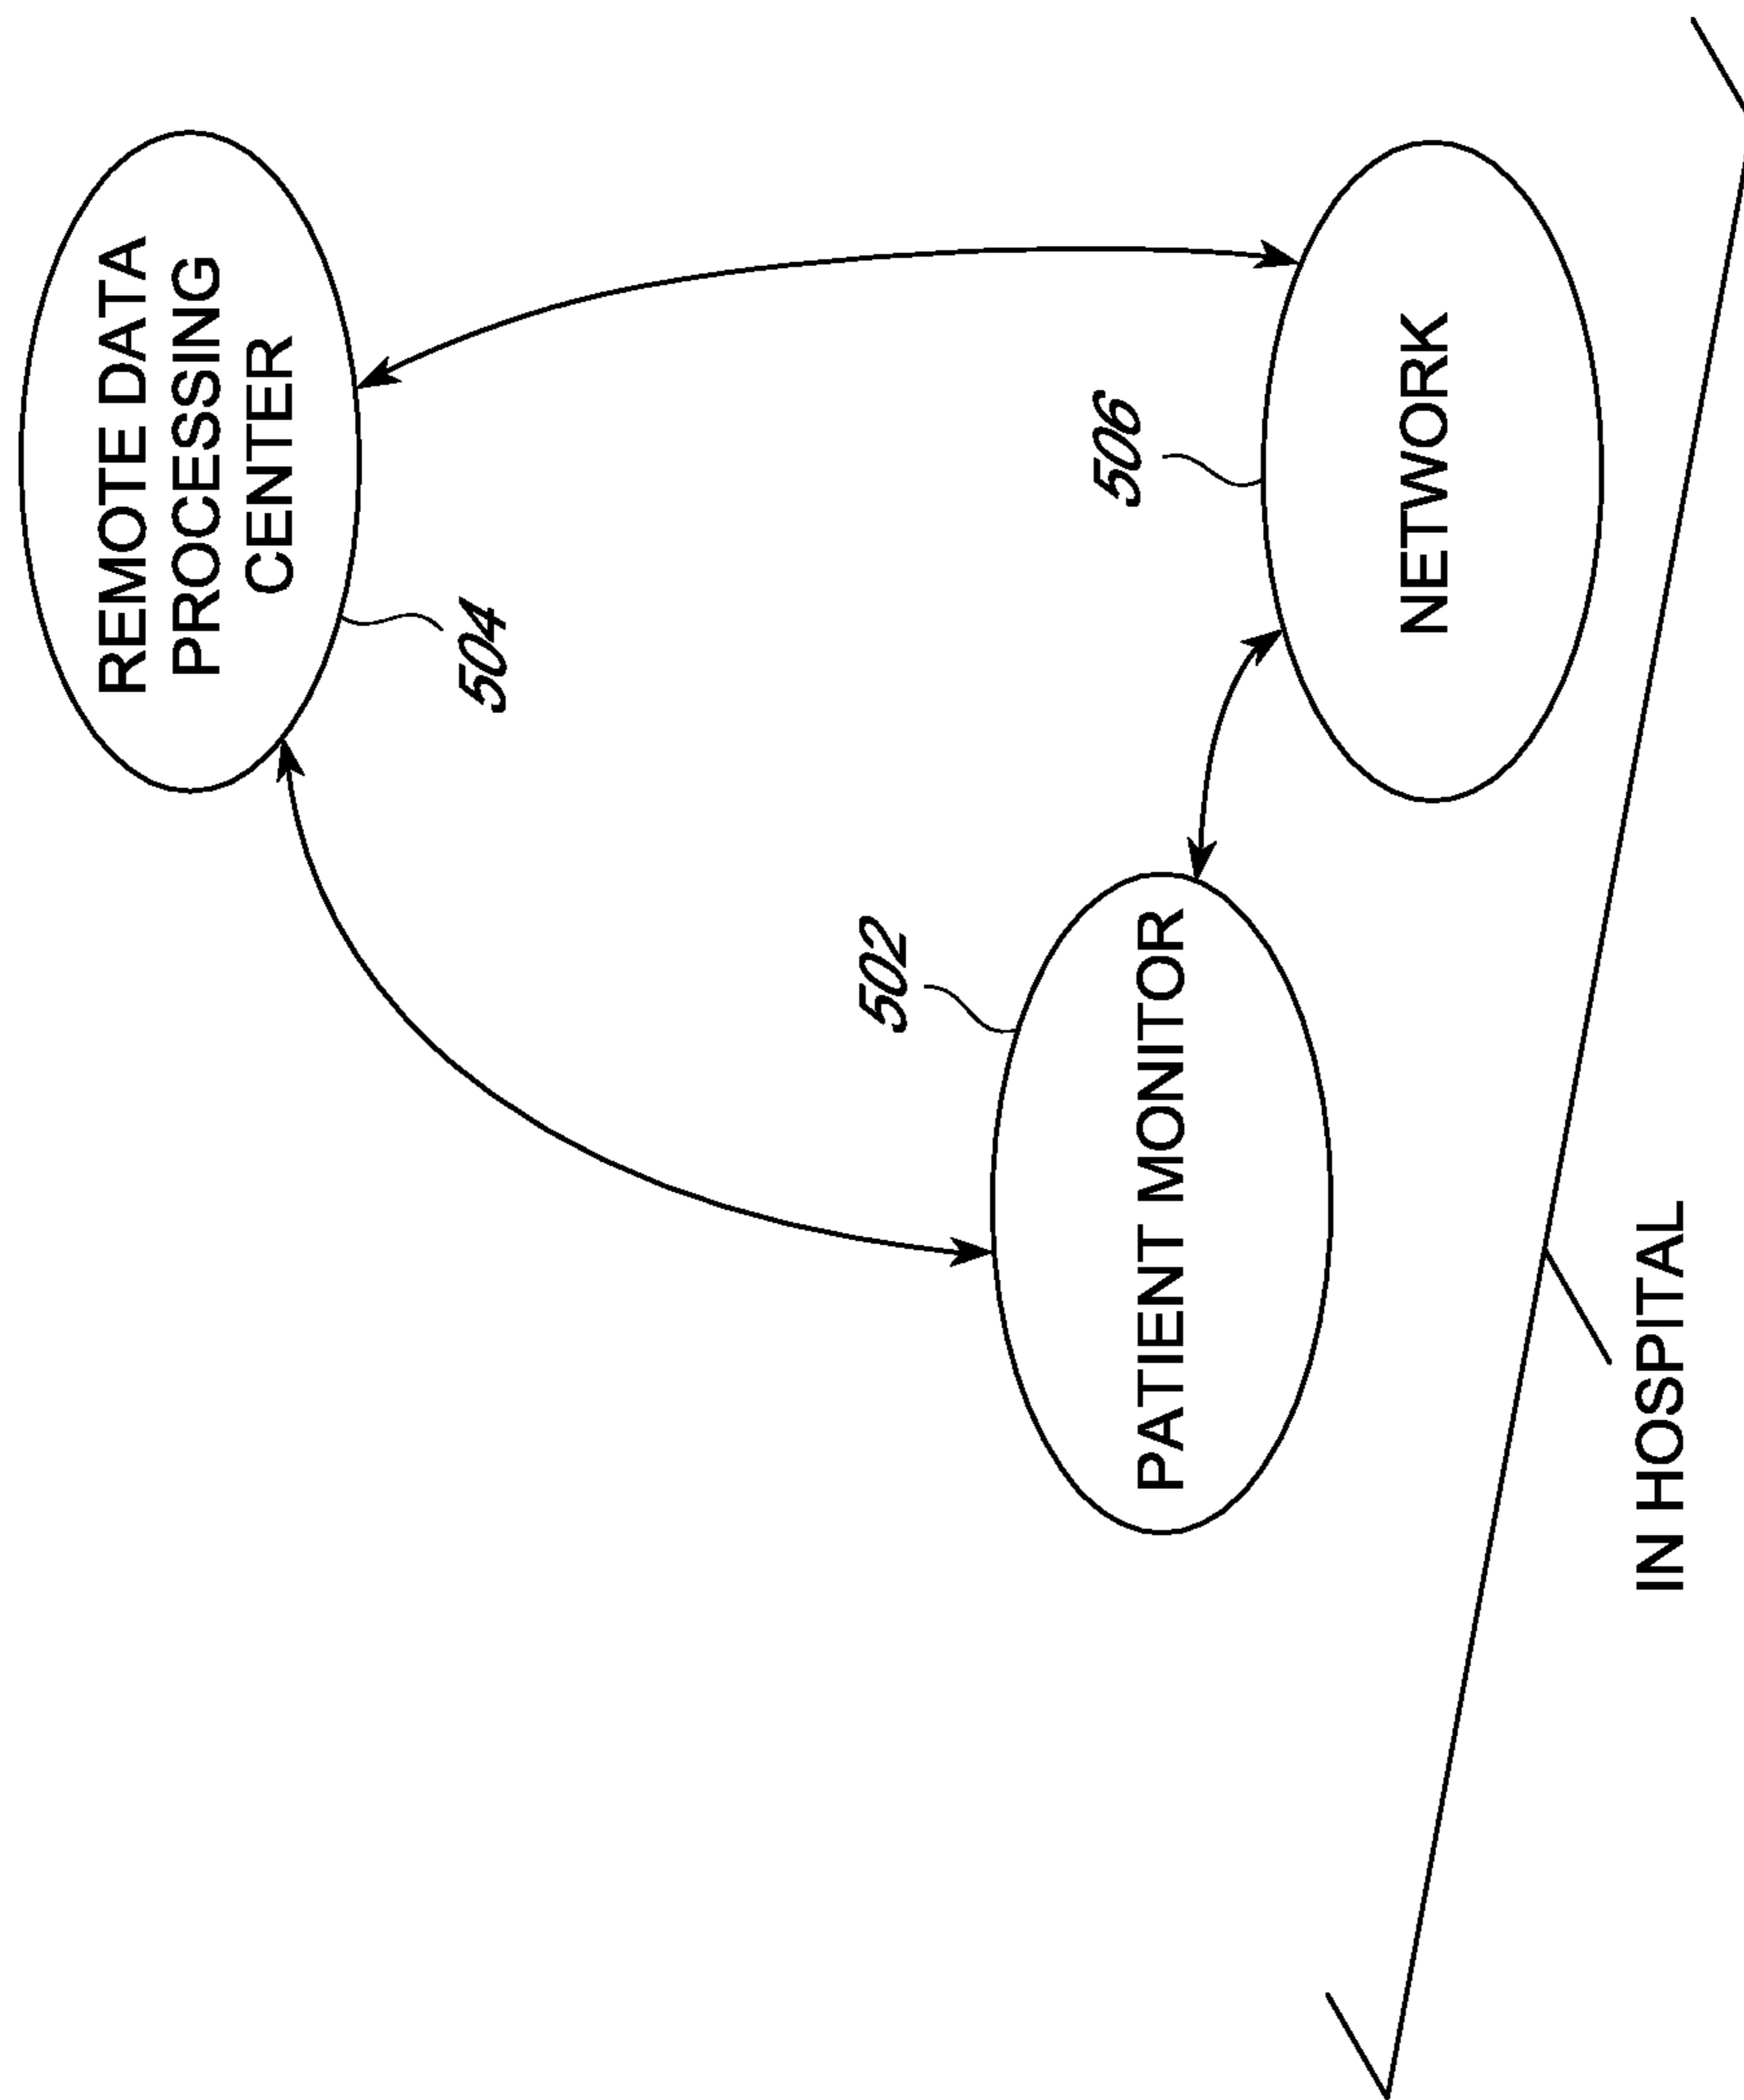 REMOTE DATA
PROCESSING
CENTER
504
502
PATIENT MONITOR
506
NETWORK
IN HOSPITAL